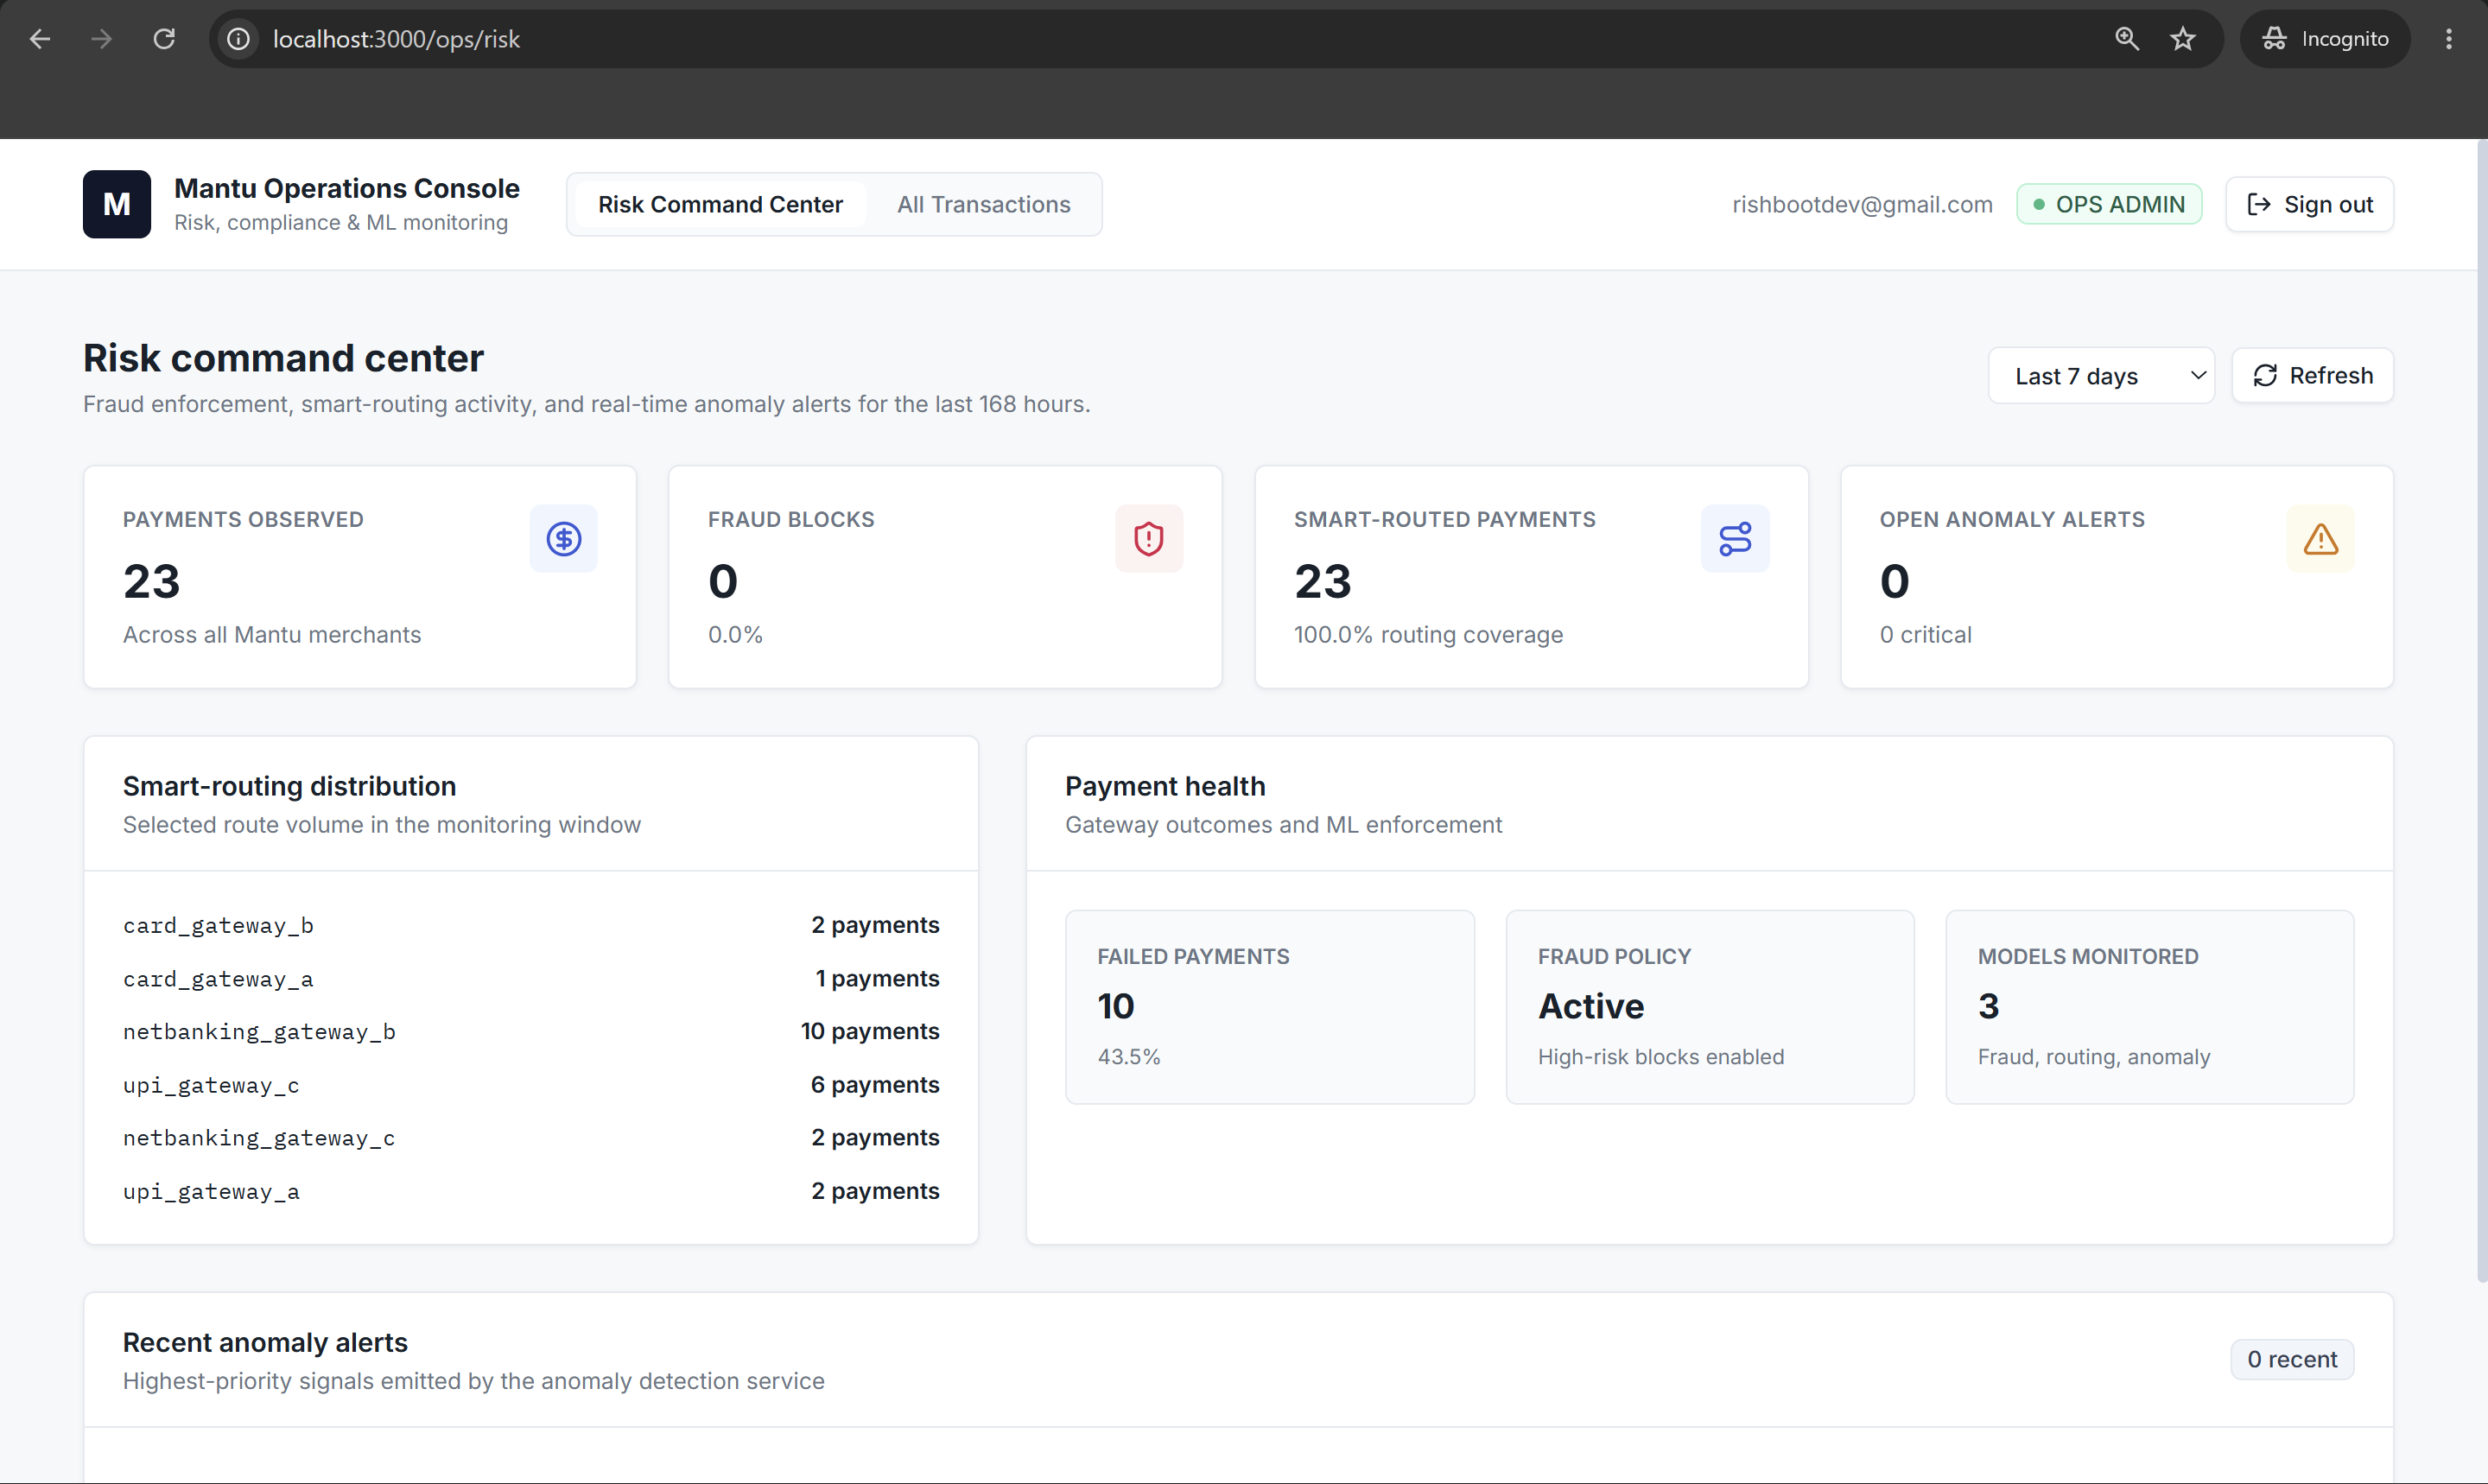 localhost:3000/ops/risk
Incognito
M
Mantu Operations Console
Risk, compliance & ML monitoring
Risk Command Center
All Transactions
rishbootdev@gmail.com
OPS ADMIN
Sign out
Risk command center
Fraud enforcement, smart-routing activity, and real-time anomaly alerts for the last 168 hours.
Last 7 days
Refresh
PAYMENTS OBSERVED
23
Across all Mantu merchants
FRAUD BLOCKS
0
0.0%
SMART-ROUTED PAYMENTS
23
100.0% routing coverage
OPEN ANOMALY ALERTS
0
0 critical
Smart-routing distribution
Selected route volume in the monitoring window
card_gateway_b 2 payments
card_gateway_a 1 payments
netbanking_gateway_b 10 payments
upi_gateway_c 6 payments
netbanking_gateway_c 2 payments
upi_gateway_a 2 payments
Payment health
Gateway outcomes and ML enforcement
FAILED PAYMENTS
10
43.5%
FRAUD POLICY
Active
High-risk blocks enabled
MODELS MONITORED
3
Fraud, routing, anomaly
Recent anomaly alerts
Highest-priority signals emitted by the anomaly detection service
0 recent